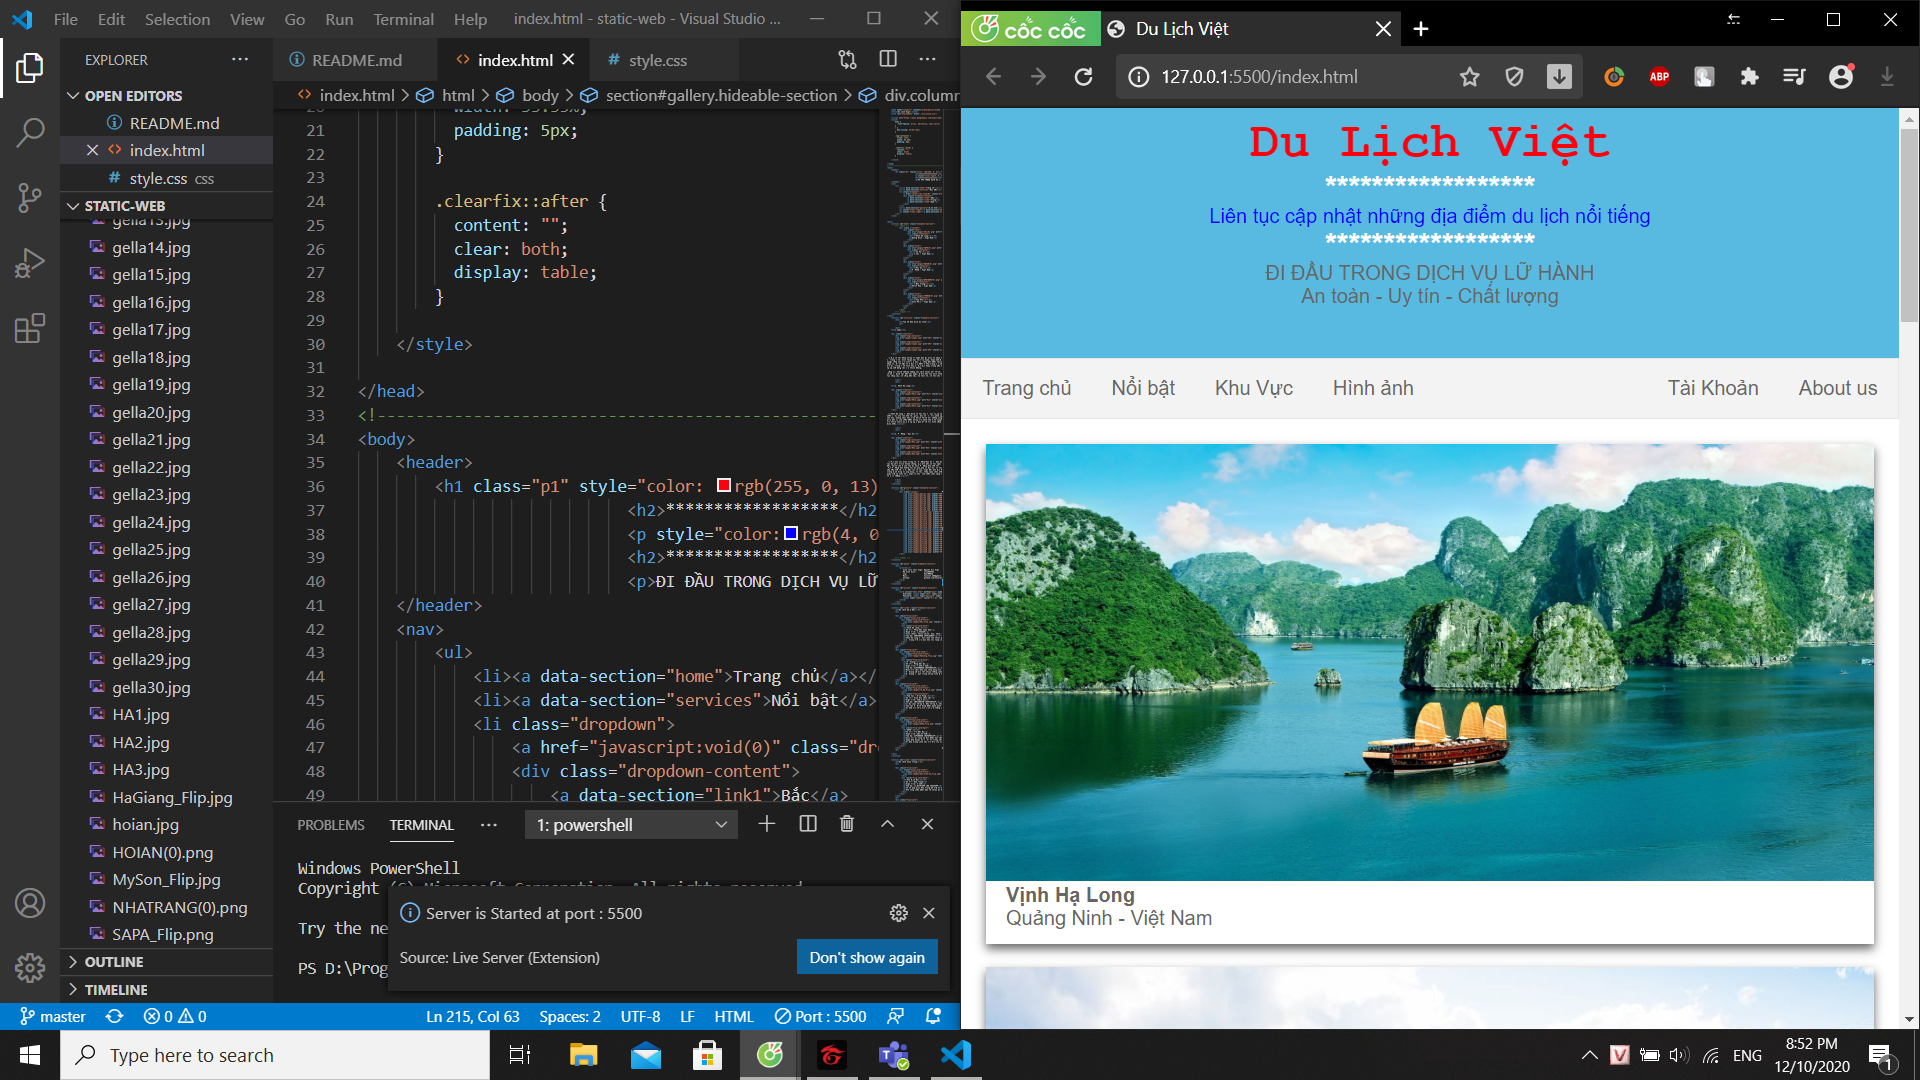 File Edit Selection View Go Run Terminal Help index.html - static-web - Visual Studio ...
EXPLORER
OPEN EDITORS
README.md
index.html
style.css css
STATIC-WEB
gella13.jpg
gella14.jpg
gella15.jpg
gella16.jpg
gella17.jpg
gella18.jpg
gella19.jpg
gella20.jpg
gella21.jpg
gella22.jpg
gella23.jpg
gella24.jpg
gella25.jpg
gella26.jpg
gella27.jpg
gella28.jpg
gella29.jpg
gella30.jpg
HA1.jpg
HA2.jpg
HA3.jpg
HaGiang_Flip.jpg
hoian.jpg
HOIAN(0).png
MySon_Flip.jpg
NHATRANG(0).png
SAPA_Flip.png
OUTLINE
TIMELINE
README.md index.html style.css
index.html > html > body > section#gallery.hideable-section > div.column
20 width: 33.33%;
21 padding: 5px;
22 }
23
24 .clearfix::after {
25 content: "";
26 clear: both;
27 display: table;
28 }
29
30 </style>
31
32 </head>
33 <!----------------------------------------------------
34 <body>
35 <header>
36 <h1 class="p1" style="color: rgb(255, 0, 13)
37 <h2>******************</h2
38 <p style="color: rgb(4, 0
39 <h2>******************</h2
40 <p>ĐI ĐẦU TRONG DỊCH VỤ LỮ
41 </header>
42 <nav>
43 <ul>
44 <li><a data-section="home">Trang chủ</a></
45 <li><a data-section="services">Nổi bật</a>
46 <li class="dropdown">
47 <a href="javascript:void(0)" class="dro
48 <div class="dropdown-content">
49 <a data-section="link1">Bắc</a>
PROBLEMS TERMINAL 1: powershell
Windows PowerShell
Copyright (C) Microsoft Corporation. All rights reserved.
Try the ne
PS D:\Prog
Server is Started at port : 5500
Source: Live Server (Extension)
Don't show again
master 0 0 Ln 215, Col 63 Spaces: 2 UTF-8 LF HTML Port : 5500
cốc cốc Du Lịch Việt
127.0.0.1:5500/index.html
ABP
Du Lịch Việt
******************
Liên tục cập nhật những địa điểm du lịch nổi tiếng
******************
ĐI ĐẦU TRONG DỊCH VỤ LỮ HÀNH
An toàn - Uy tín - Chất lượng
Trang chủ Nổi bật Khu Vực Hình ảnh Tài Khoản About us
Vịnh Hạ Long
Quảng Ninh - Việt Nam
Type here to search
V
ENG
8:52 PM
12/10/2020
1